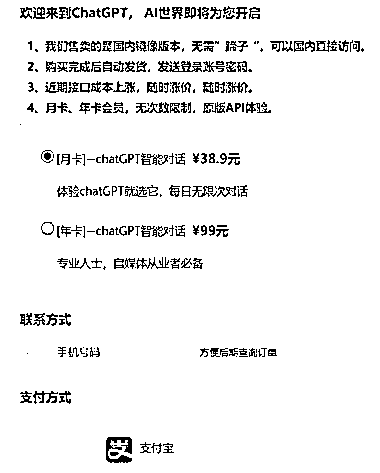 欢迎来到ChatGPT， AI世界即将为您开启
1、我们售卖的是国内镜像版本，无需”梯子“，可以国内直接访问。
2、购买完成后自动发货，发送登录账号密码。
3、近期接口成本上涨，随时涨价，随时涨价。
4、月卡、年卡会员，无次数限制，原版API体验。
[月卡]—chatGPT智能对话 ¥38.9元
体验chatGPT就选它，每日无限次对话
[年卡]—chatGPT智能对话 ¥99元
专业人士，自媒体从业者必备
联系方式
手机号码 方便后期查询订单
支付方式
支 支付宝